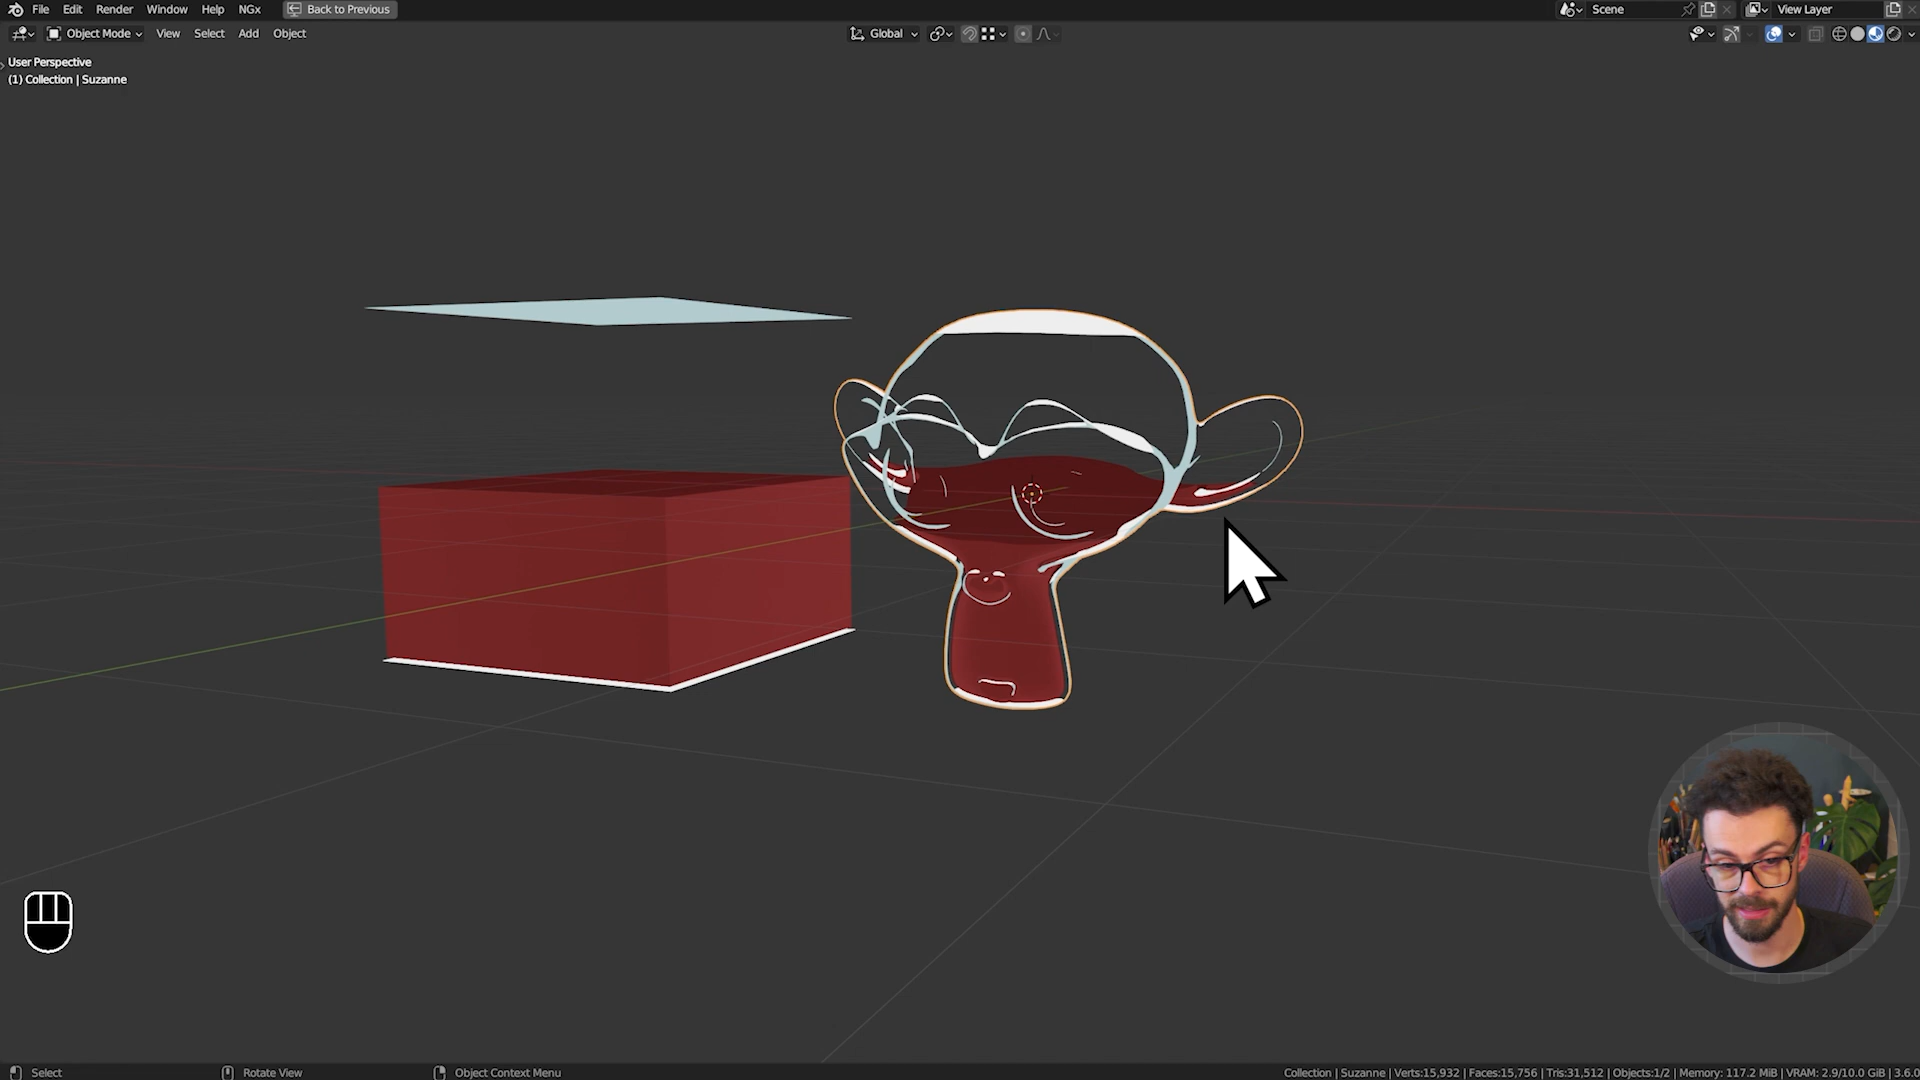 File Edit Render Window Help NGx Back to Previous Scene View Layer
Object Mode View Select Add Object Global
User Perspective
(1) Collection | Suzanne
Select Rotate View Object Context Menu Collection | Suzanne | Verts:15,932 | Faces:15,756 | Tris:31,512 | Objects:1/2 | Memory: 117.2 MiB | VRAM: 2.9/10.0 GiB | 3.6.0